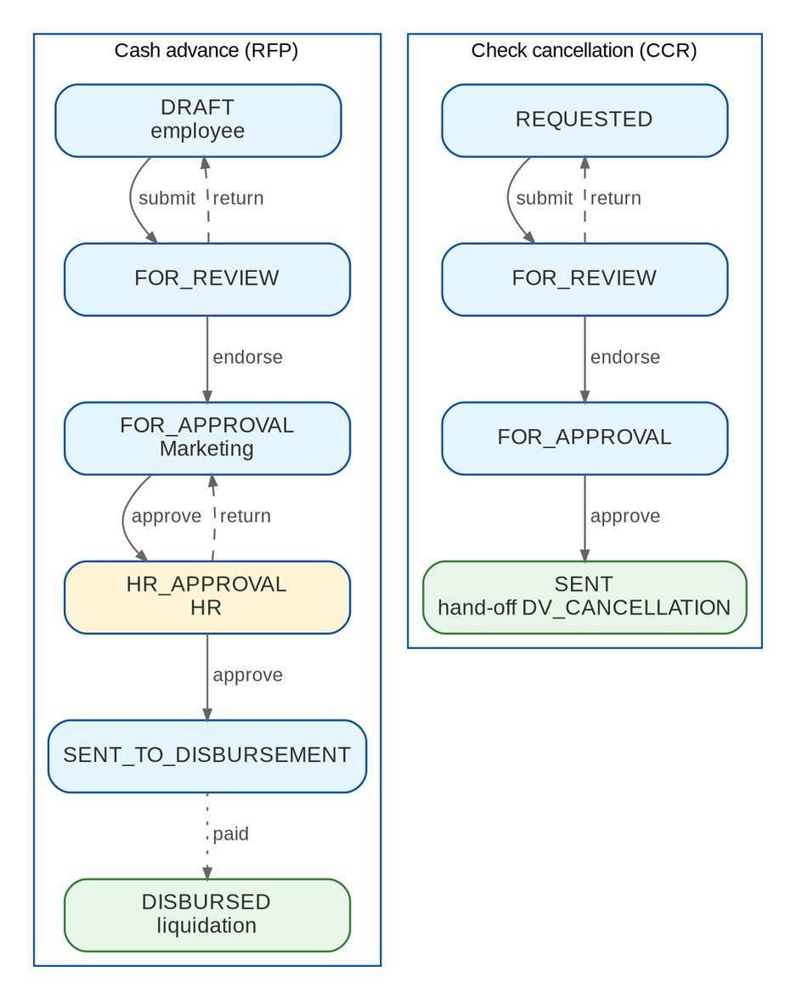 Cash advance (RFP)
DRAFT
employee
submit
return
FOR_REVIEW
endorse
FOR_APPROVAL
Marketing
approve
return
HR_APPROVAL
HR
approve
SENT_TO_DISBURSEMENT
paid
DISBURSED
liquidation
Check cancellation (CCR)
REQUESTED
submit
return
FOR_REVIEW
endorse
FOR_APPROVAL
approve
SENT
hand-off DV_CANCELLATION